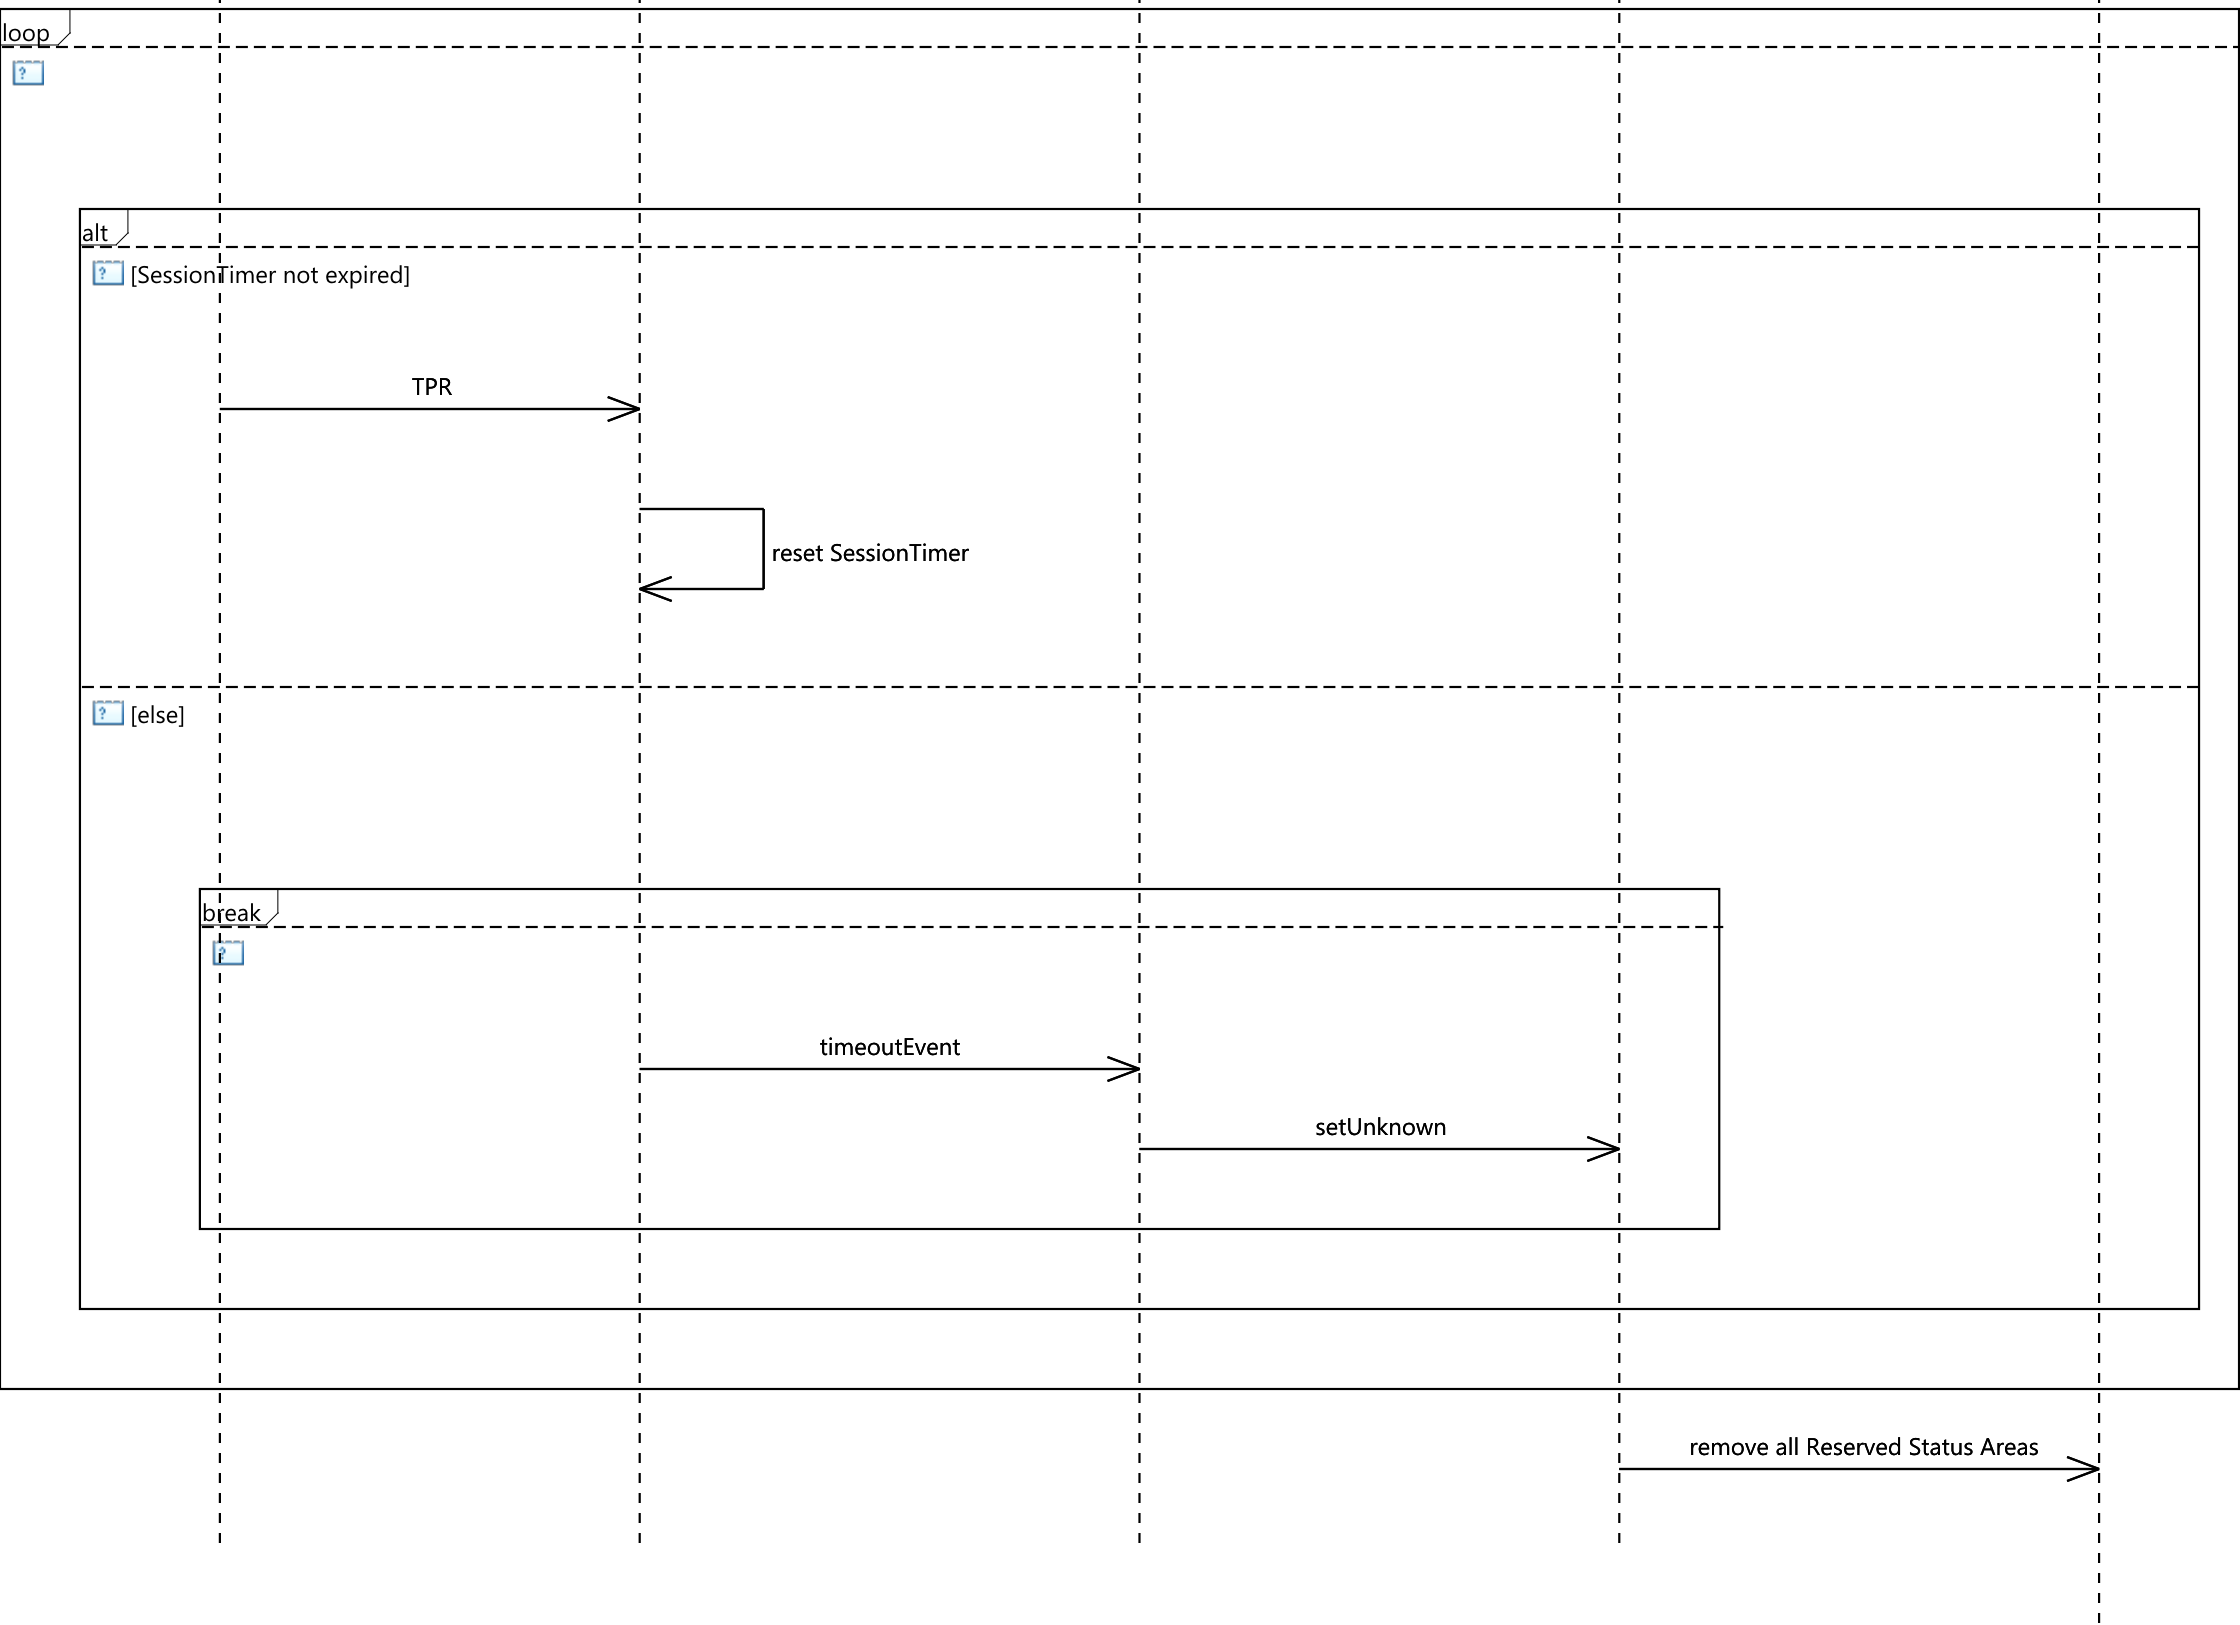 loop
?
alt
? [SessionTimer not expired]
TPR
reset SessionTimer
? [else]
break
?
timeoutEvent
setUnknown
remove all Reserved Status Areas